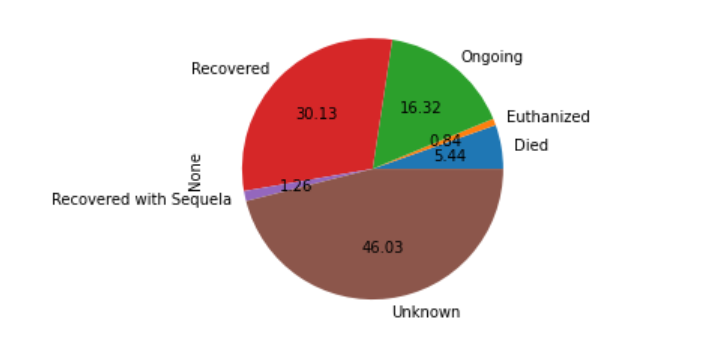 Ongoing
Recovered
16.32
30.13
Euthanized
0.84
Died
5.44
None
1.26
Recovered with Sequela
46.03
Unknown